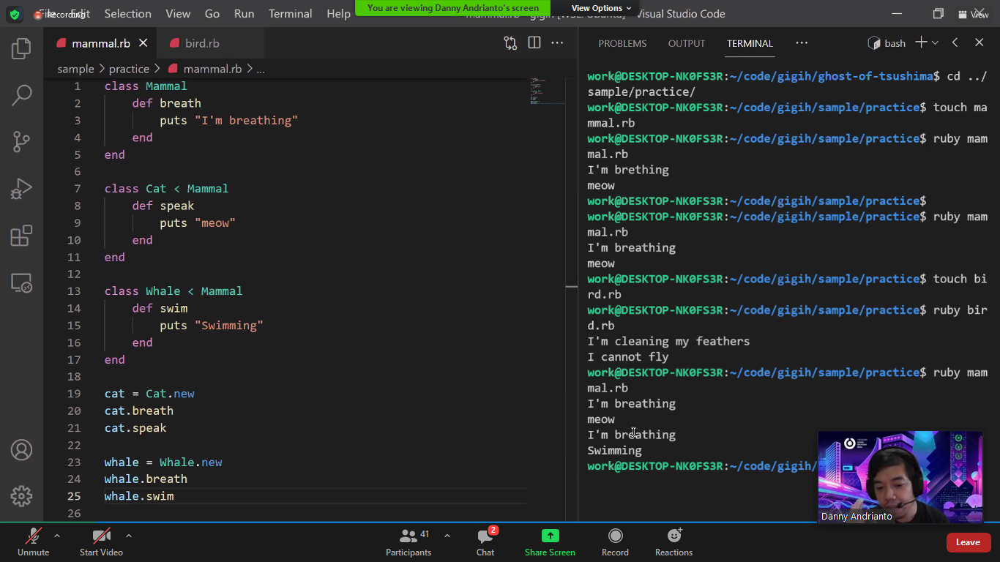 File Edit Selection View Go Run Terminal Help
Recording
You are viewing Danny Andrianto's screen
View Options
Visual Studio Code
View
mammal.rb
bird.rb
sample > practice > mammal.rb > ...
1 class Mammal
2 def breath
3 puts "I'm breathing"
4 end
5 end
6
7 class Cat < Mammal
8 def speak
9 puts "meow"
10 end
11 end
12
13 class Whale < Mammal
14 def swim
15 puts "Swimming"
16 end
17 end
18
19 cat = Cat.new
20 cat.breath
21 cat.speak
22
23 whale = Whale.new
24 whale.breath
25 whale.swim
26
PROBLEMS OUTPUT TERMINAL ... bash
work@DESKTOP-NK0FS3R:~/code/gigih/ghost-of-tsushima$ cd ../
sample/practice/
work@DESKTOP-NK0FS3R:~/code/gigih/sample/practice$ touch ma
mmal.rb
work@DESKTOP-NK0FS3R:~/code/gigih/sample/practice$ ruby mam
mal.rb
I'm brething
meow
work@DESKTOP-NK0FS3R:~/code/gigih/sample/practice$
work@DESKTOP-NK0FS3R:~/code/gigih/sample/practice$ ruby mam
mal.rb
I'm breathing
meow
work@DESKTOP-NK0FS3R:~/code/gigih/sample/practice$ touch bi
rd.rb
work@DESKTOP-NK0FS3R:~/code/gigih/sample/practice$ ruby bir
d.rb
I'm cleaning my feathers
I cannot fly
work@DESKTOP-NK0FS3R:~/code/gigih/sample/practice$ ruby mam
mal.rb
I'm breathing
meow
I'm breathing
Swimming
work@DESKTOP-NK0FS3R:~/code/gigih/
Danny Andrianto
Unmute
Start Video
Participants 41
Chat 2
Share Screen
Record
Reactions
Leave